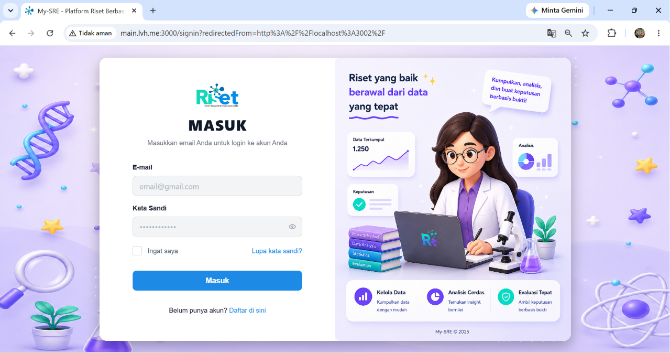 My-SRE - Platform Riset Berbas
Minta Gemini
Tidak aman
main.lvh.me:3000/signin?redirectedFrom=http%3A%2F%2Flocalhost%3A3002%2F
Riset
MASUK
Masukkan email Anda untuk login ke akun Anda
E-mail
email@gmail.com
Kata Sandi
Ingat saya
Lupa kata sandi?
Masuk
Belum punya akun? Daftar di sini
Riset yang baik
berawal dari data
yang tepat
Kumpulkan, analisis,
dan buat keputusan
berbasis bukti!
Data Terkumpul
1.250
Analisis
Keputusan
Kelola Data
Kumpulkan data
dengan mudah
Analisis Cerdas
Temukan insight
bernilai
Evaluasi Tepat
Ambil keputusan
berbasis bukti
My-SRE © 2025